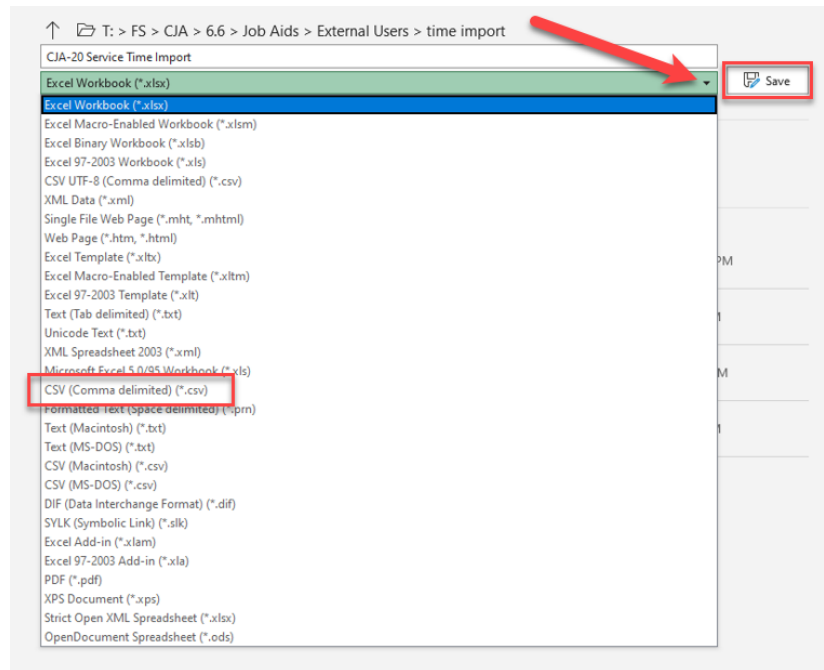 T: > FS > CJA > 6.6 > Job Aids > External Users > time import
CJA-20 Service Time Import
Excel Workbook (*.xlsx)
Save
Excel Workbook (*.xlsx)
Excel Macro-Enabled Workbook (*.xlsm)
Excel Binary Workbook (*.xlsb)
Excel 97-2003 Workbook (*.xls)
CSV UTF-8 (Comma delimited) (*.csv)
XML Data (*.xml)
Single File Web Page (*.mht, *.mhtml)
Web Page (*.htm, *.html)
Excel Template (*.xltx)
PM
Excel Macro-Enabled Template (*.xltm)
Excel 97-2003 Template (*.xlt)
Text (Tab delimited) (*.txt)
Unicode Text (*.txt)
XML Spreadsheet 2003 (*.xml)
Microsoft Excel 5.0/95 Workbook (*.xls)
M
CSV (Comma delimited) (*.csv)
Formatted Text (Space delimited) (*.prn)
Text (Macintosh) (*.txt)
Text (MS-DOS) (*.txt)
CSV (Macintosh) (*.csv)
CSV (MS-DOS) (*.csv)
DIF (Data Interchange Format) (*.dif)
SYLK (Symbolic Link) (*.slk)
Excel Add-in (*.xlam)
Excel 97-2003 Add-in (*.xla)
PDF (*.pdf)
XPS Document (*.xps)
Strict Open XML Spreadsheet (*.xlsx)
OpenDocument Spreadsheet (*.ods)